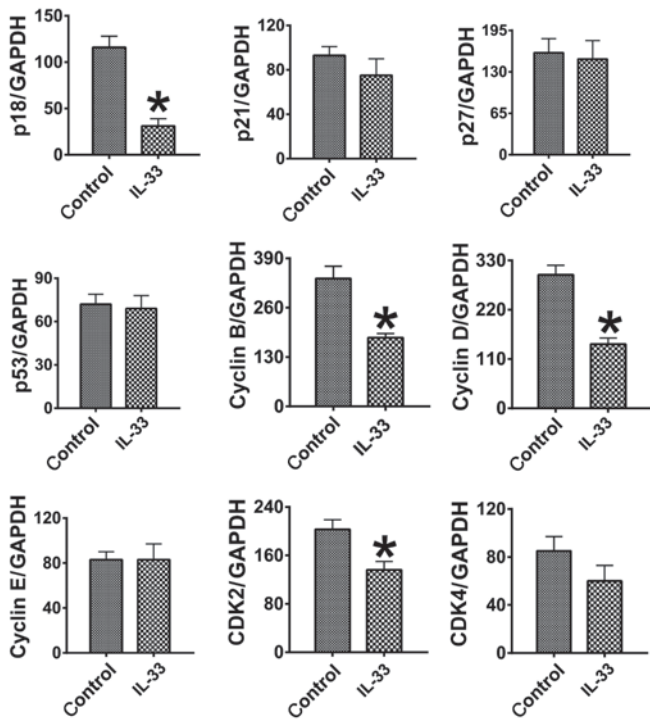 p18/GAPDH
150
100
50
0
*
Control
IL-33
p21/GAPDH
120
80
40
0
Control
IL-33
p27/GAPDH
195
130
65
0
Control
IL-33
p53/GAPDH
90
60
30
0
Control
IL-33
Cyclin B/GAPDH
390
260
130
0
*
Control
IL-33
Cyclin D/GAPDH
330
220
110
0
*
Control
IL-33
Cyclin E/GAPDH
120
80
40
0
Control
IL-33
CDK2/GAPDH
240
160
80
0
*
Control
IL-33
CDK4/GAPDH
120
80
40
0
Control
IL-33